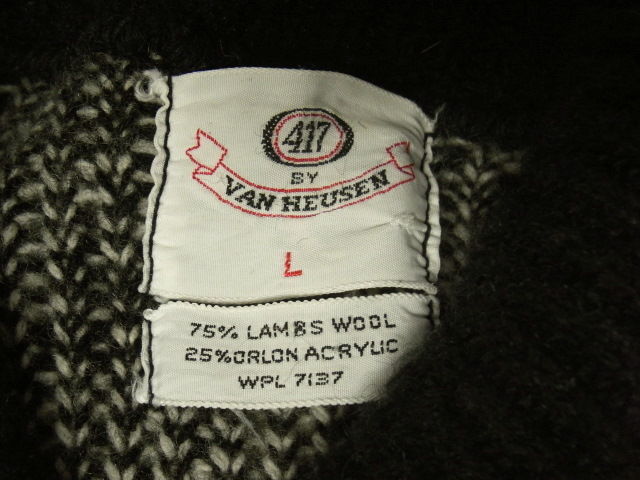 417
BY
VAN HEUSEN
L
75% LAMBS WOOL
25% ORLON ACRYLIC
WPL 7137